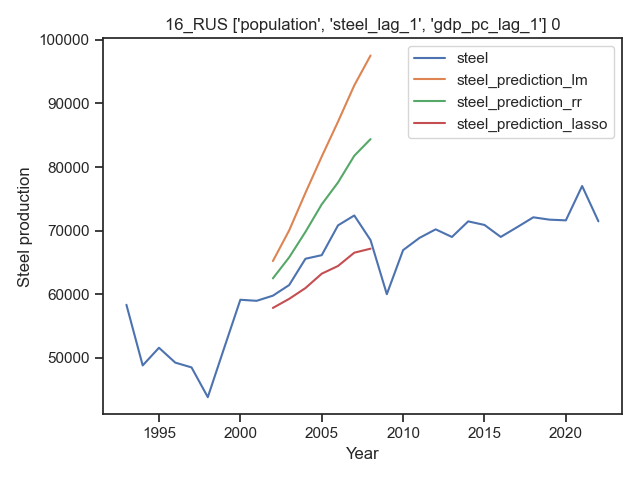 16_RUS ['population', 'steel_lag_1', 'gdp_pc_lag_1'] 0
100000
90000
80000
70000
60000
50000
Steel production
steel
steel_prediction_lm
steel_prediction_rr
steel_prediction_lasso
1995
2000
2005
2010
2015
2020
Year